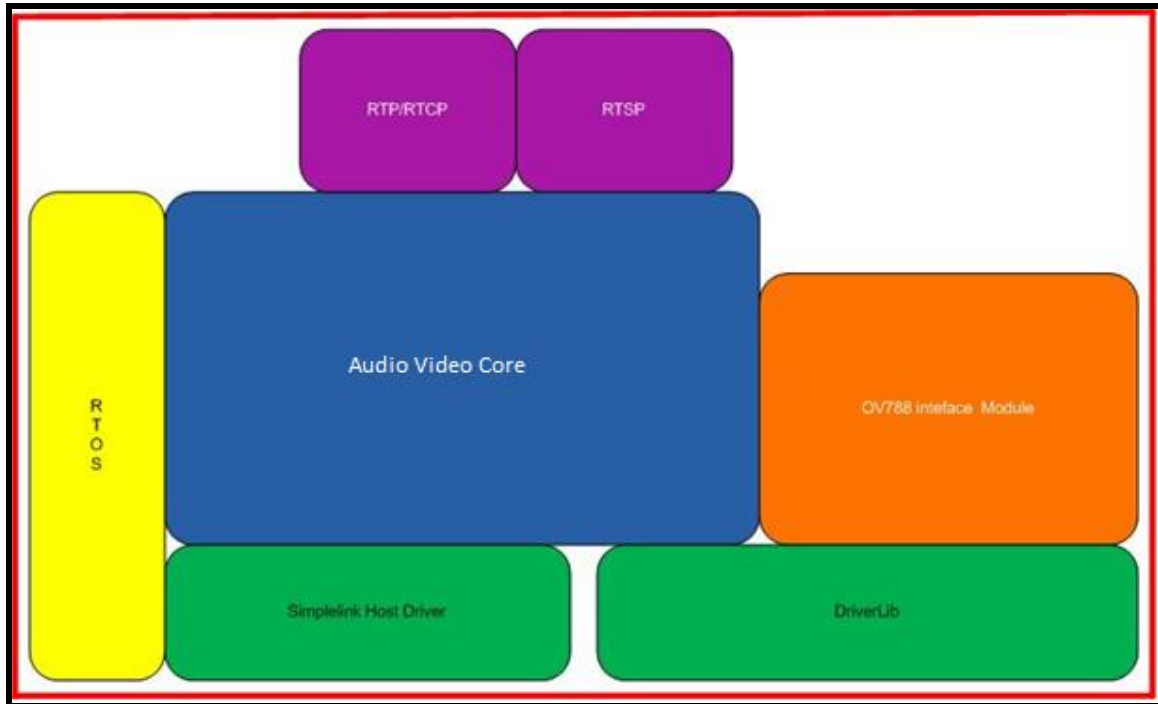 RTP/RTCP
RTSP
Audio Video Core
R
T
O
S
OV788 inteface Module
Simplelink Host Driver
DriverLib